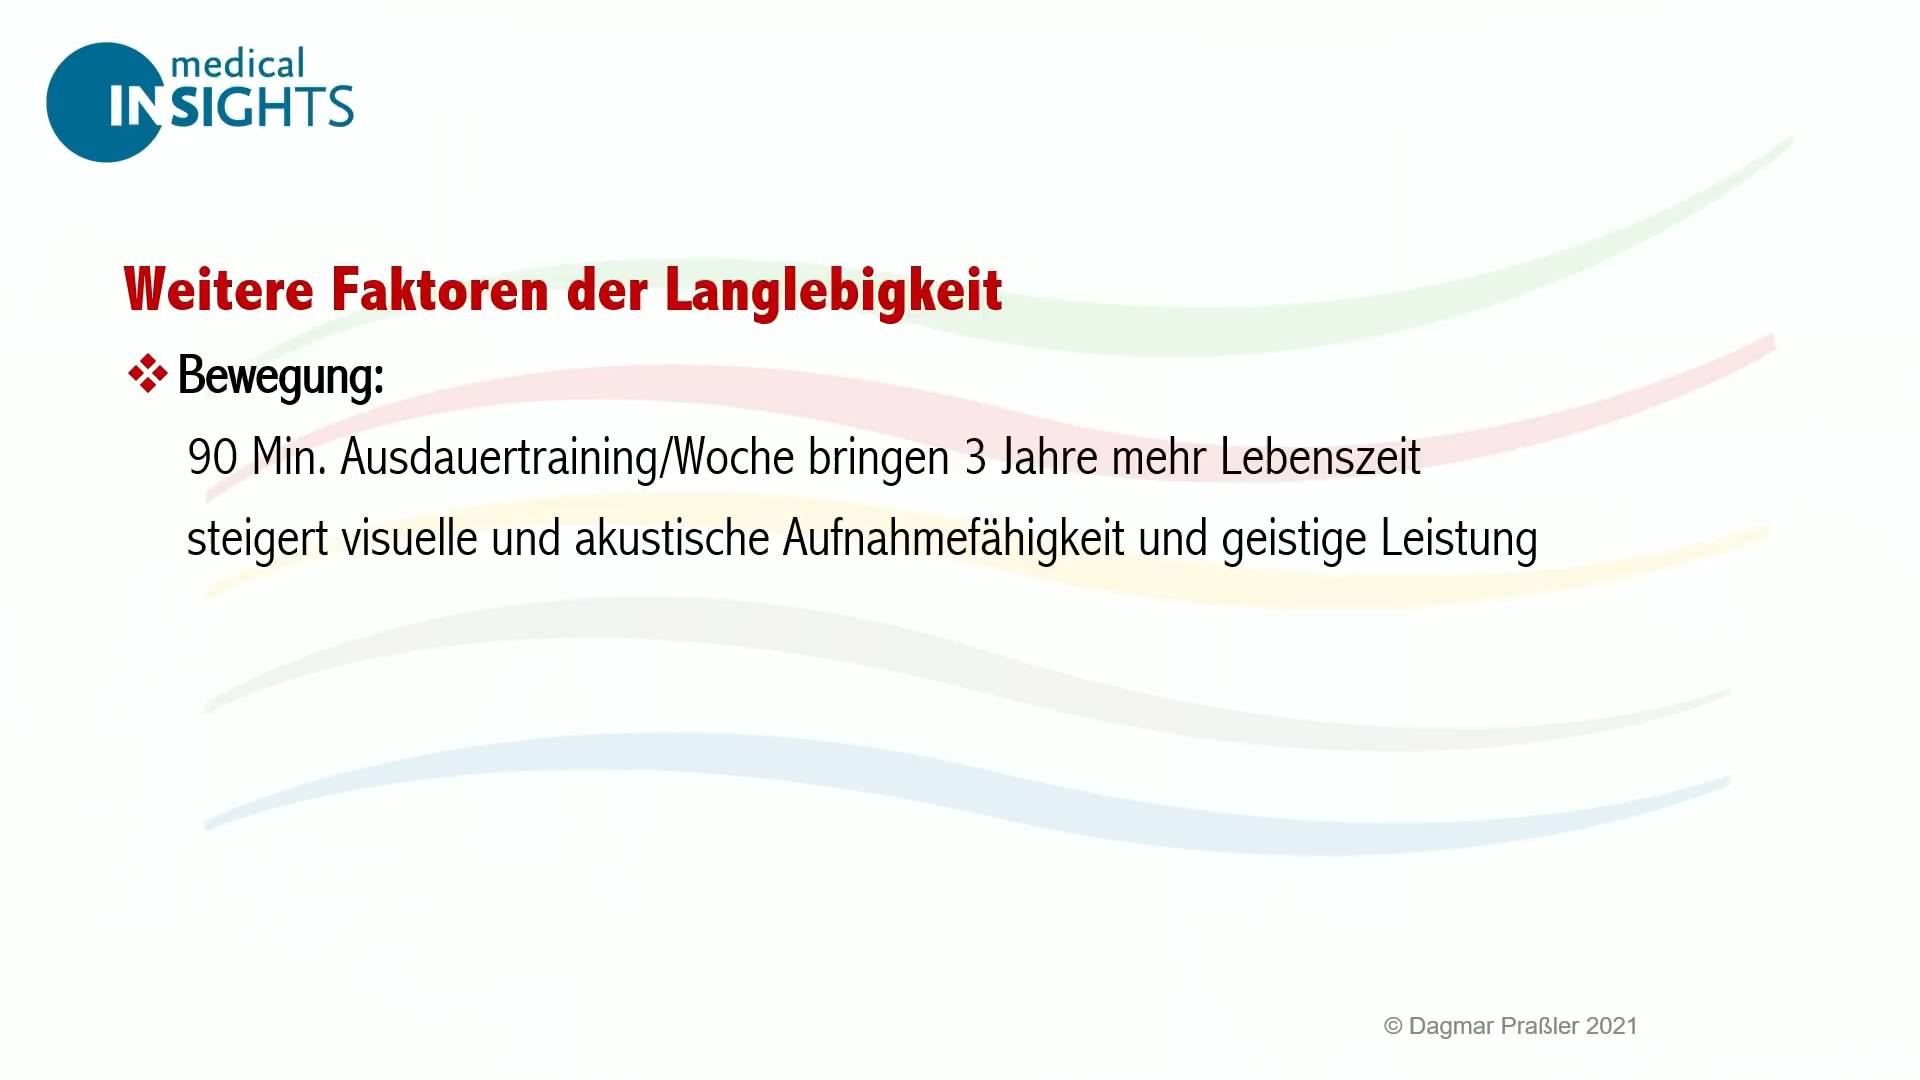 medical
INSIGHTS
Weitere Faktoren der Langlebigkeit
❖ Bewegung:
90 Min. Ausdauertraining/Woche bringen 3 Jahre mehr Lebenszeit
steigert visuelle und akustische Aufnahmefähigkeit und geistige Leistung
© Dagmar Praßler 2021